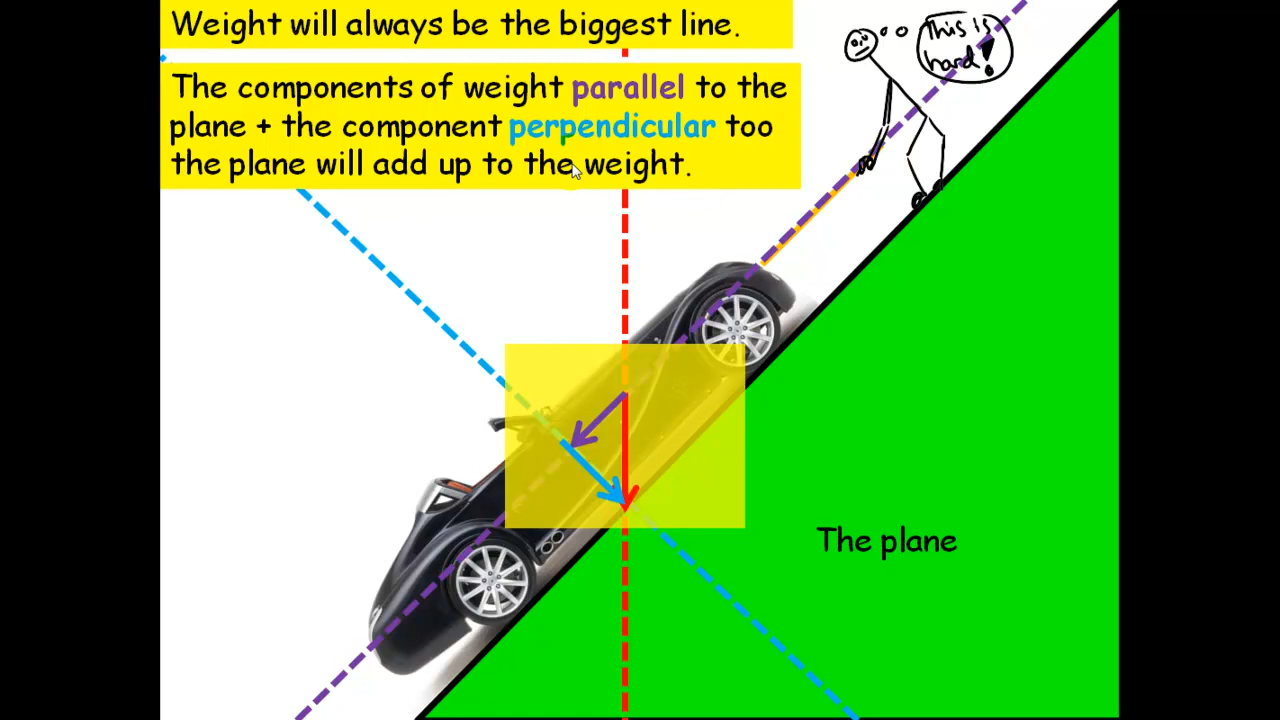 Weight will always be the biggest line.
The components of weight parallel to the
plane + the component perpendicular too
the plane will add up to the weight.
This is
hard!
The plane